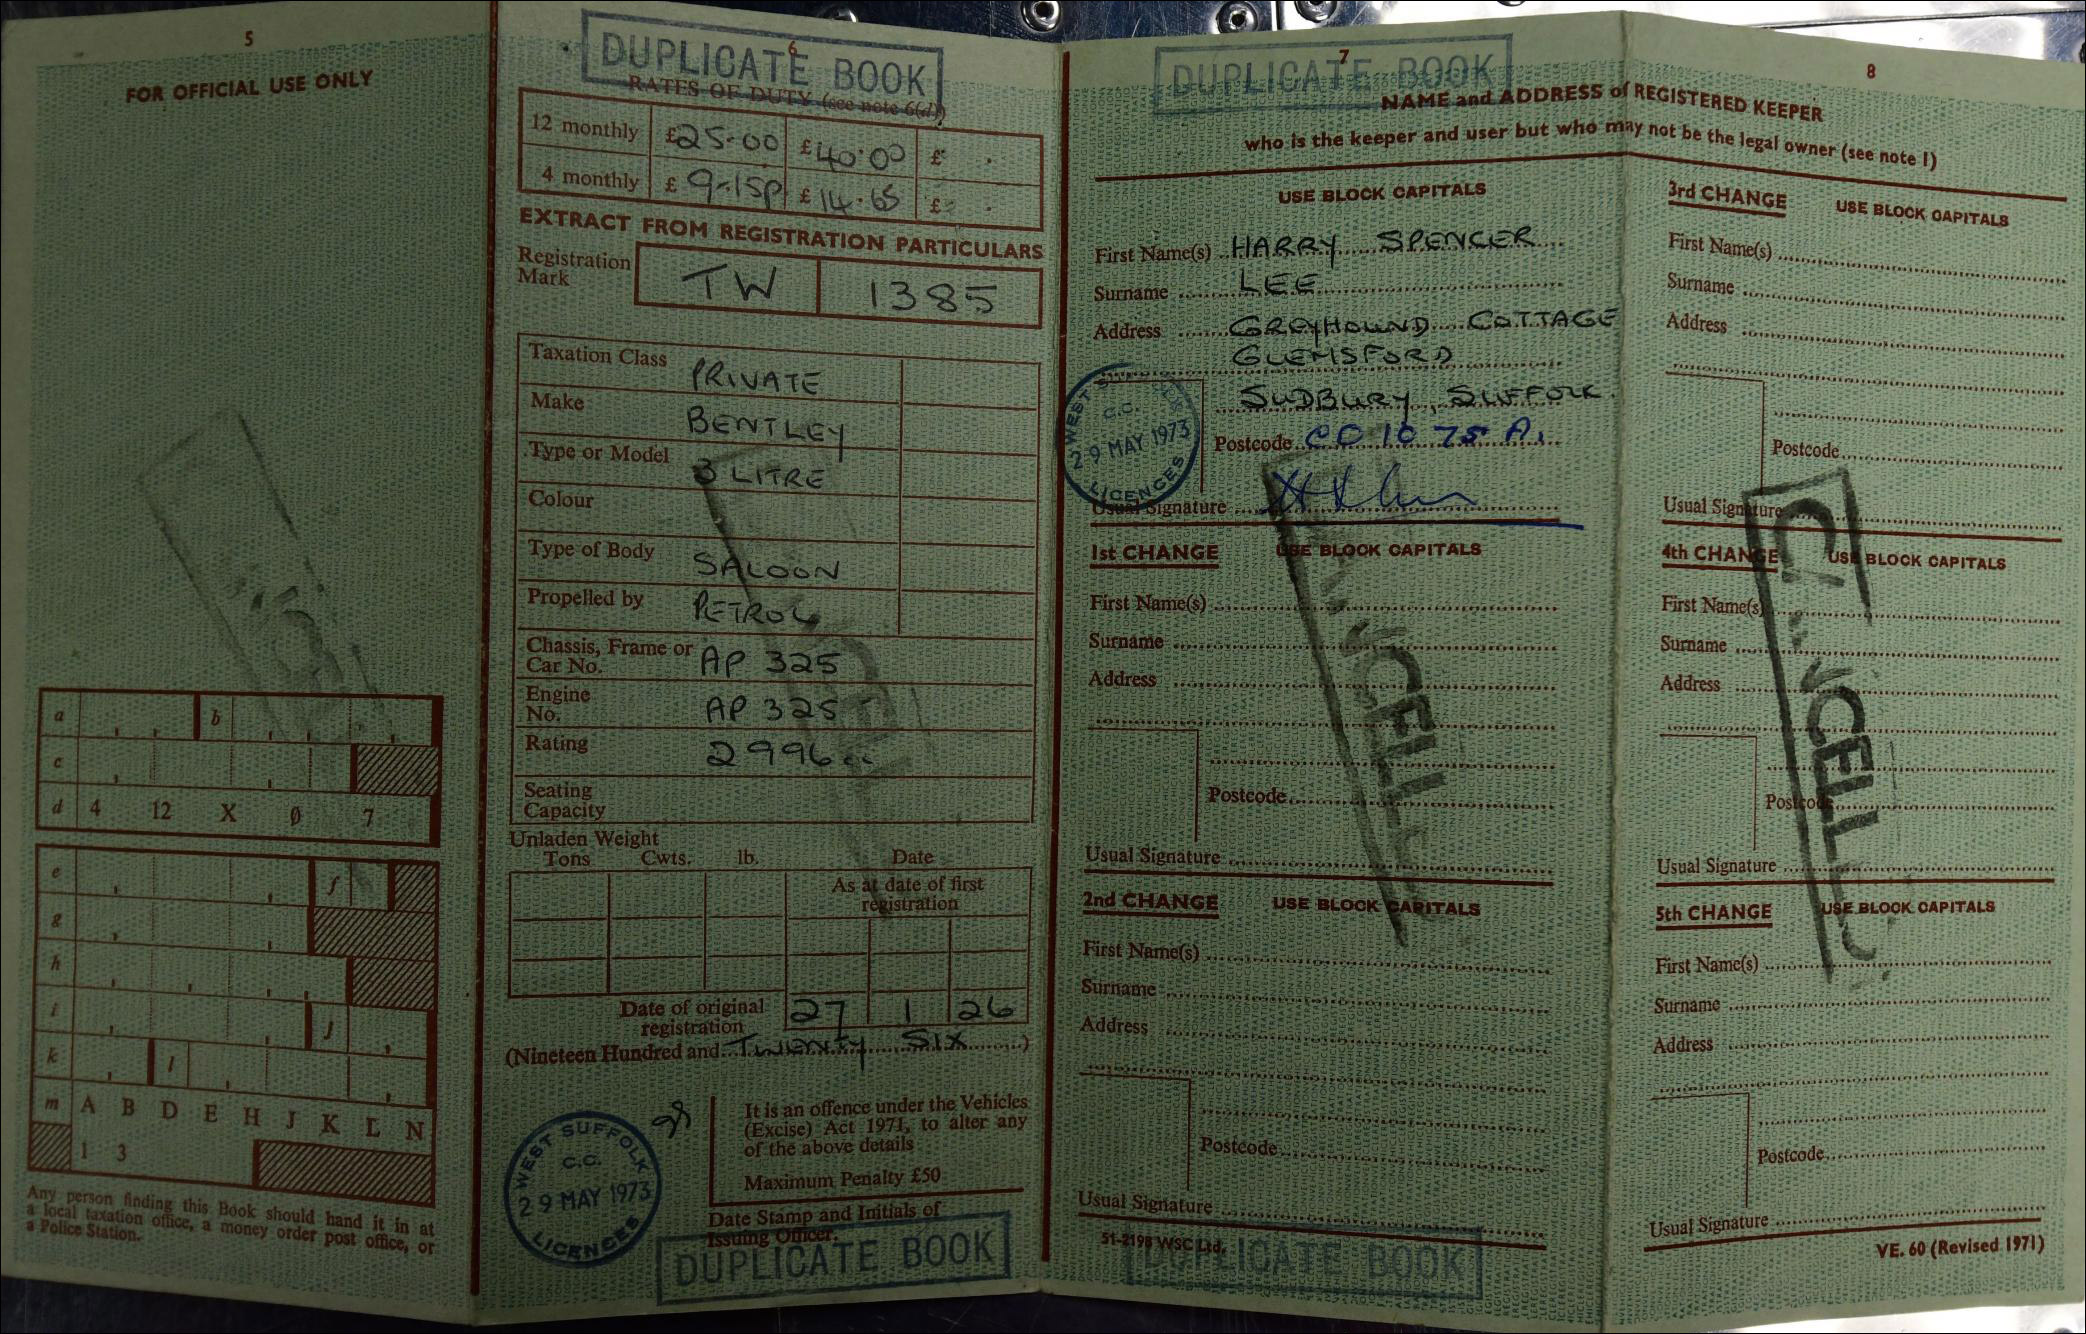 5
FOR OFFICIAL USE ONLY
a b
c
d 4 12 X Ø 7
e f
g
h
i j
k l
m A B D E H J K L N
1 3
Any person finding this Book should hand it in at
a local taxation office, a money order post office, or
a Police Station.
6
DUPLICATE BOOK
RATES OF DUTY (see note 6(d))
12 monthly £25·00 £40·00 £ .
4 monthly £ 9·15p £ 14·65 £ .
EXTRACT FROM REGISTRATION PARTICULARS
Registration Mark TW 1385
Taxation Class PRIVATE
Make BENTLEY
Type or Model 3 LITRE
Colour
Type of Body SALOON
Propelled by PETROL
Chassis, Frame or Car No. AP 325
Engine No. AP 325
Rating 2996cc
Seating Capacity
Unladen Weight
Tons Cwts. lb. Date
As at date of first
registration
Date of original
registration 27 1 26
(Nineteen Hundred and Twenty Six)
WEST SUFFOLK
C.C.
29 MAY 1973
LICENCES
It is an offence under the Vehicles
(Excise) Act 1971, to alter any
of the above details
Maximum Penalty £50
Date Stamp and Initials of
Issuing Officer.
DUPLICATE BOOK
CANCELL
7
DUPLICATE BOOK
8
NAME and ADDRESS of REGISTERED KEEPER
who is the keeper and user but who may not be the legal owner (see note 1)
USE BLOCK CAPITALS
First Name(s) HARRY SPENCER
Surname LEE
Address GREYHOUND COTTAGE
GLEMSFORD
SUDBURY, SUFFOLK.
Postcode CO 10 7S A.
WEST SUFFOLK
C.C.
29 MAY 1973
LICENCES
Usual Signature
1st CHANGE USE BLOCK CAPITALS
First Name(s)
Surname
Address
Postcode
Usual Signature
2nd CHANGE USE BLOCK CAPITALS
First Name(s)
Surname
Address
Postcode
Usual Signature
51-2198 WSC Ltd.
DUPLICATE BOOK
CANCELL
3rd CHANGE USE BLOCK CAPITALS
First Name(s)
Surname
Address
Postcode
Usual Signature
4th CHANGE USE BLOCK CAPITALS
First Name(s)
Surname
Address
Postcode
Usual Signature
5th CHANGE USE BLOCK CAPITALS
First Name(s)
Surname
Address
Postcode
Usual Signature
VE. 60 (Revised 1971)
CANCELLED